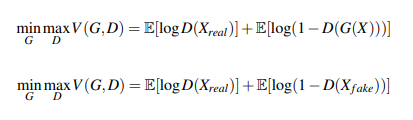 min max V(G,D) = 𝔼[log D(X_real)] + 𝔼[log(1 − D(G(X)))]
G D
min max V(G,D) = 𝔼[log D(X_real)] + 𝔼[log(1 − D(X_fake))]
G D